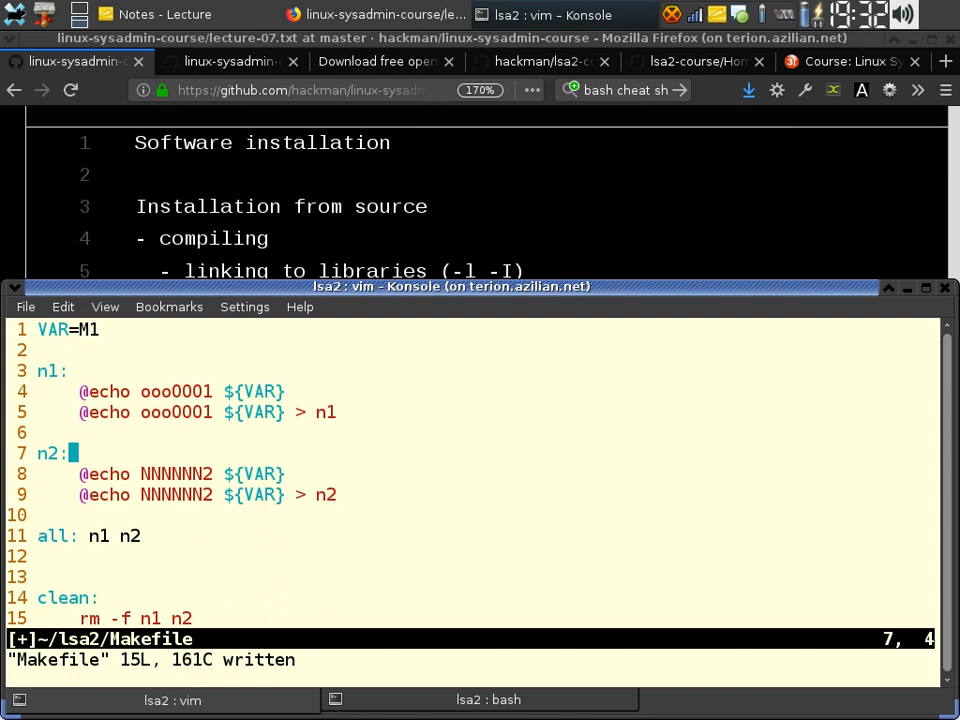 Notes - Lecture
linux-sysadmin-course/le...
lsa2 : vim – Konsole
19:32
linux-sysadmin-course/lecture-07.txt at master · hackman/linux-sysadmin-course - Mozilla Firefox (on terion.azilian.net)
linux-sysadmin-
linux-sysadmin-
Download free open
hackman/lsa2-c
lsa2-course/Hon
Course: Linux Sy
https://github.com/hackman/linux-sysadm
170%
bash cheat sh
1 Software installation
2
3 Installation from source
4 - compiling
5 - linking to libraries (-l -I)
lsa2 : vim - Konsole (on terion.azilian.net)
File Edit View Bookmarks Settings Help
1 VAR=M1
2
3 n1:
4 @echo ooo0001 ${VAR}
5 @echo ooo0001 ${VAR} > n1
6
7 n2:
8 @echo NNNNNN2 ${VAR}
9 @echo NNNNNN2 ${VAR} > n2
10
11 all: n1 n2
12
13
14 clean:
15 rm -f n1 n2
[+]~/lsa2/Makefile 7, 4
"Makefile" 15L, 161C written
lsa2 : vim
lsa2 : bash